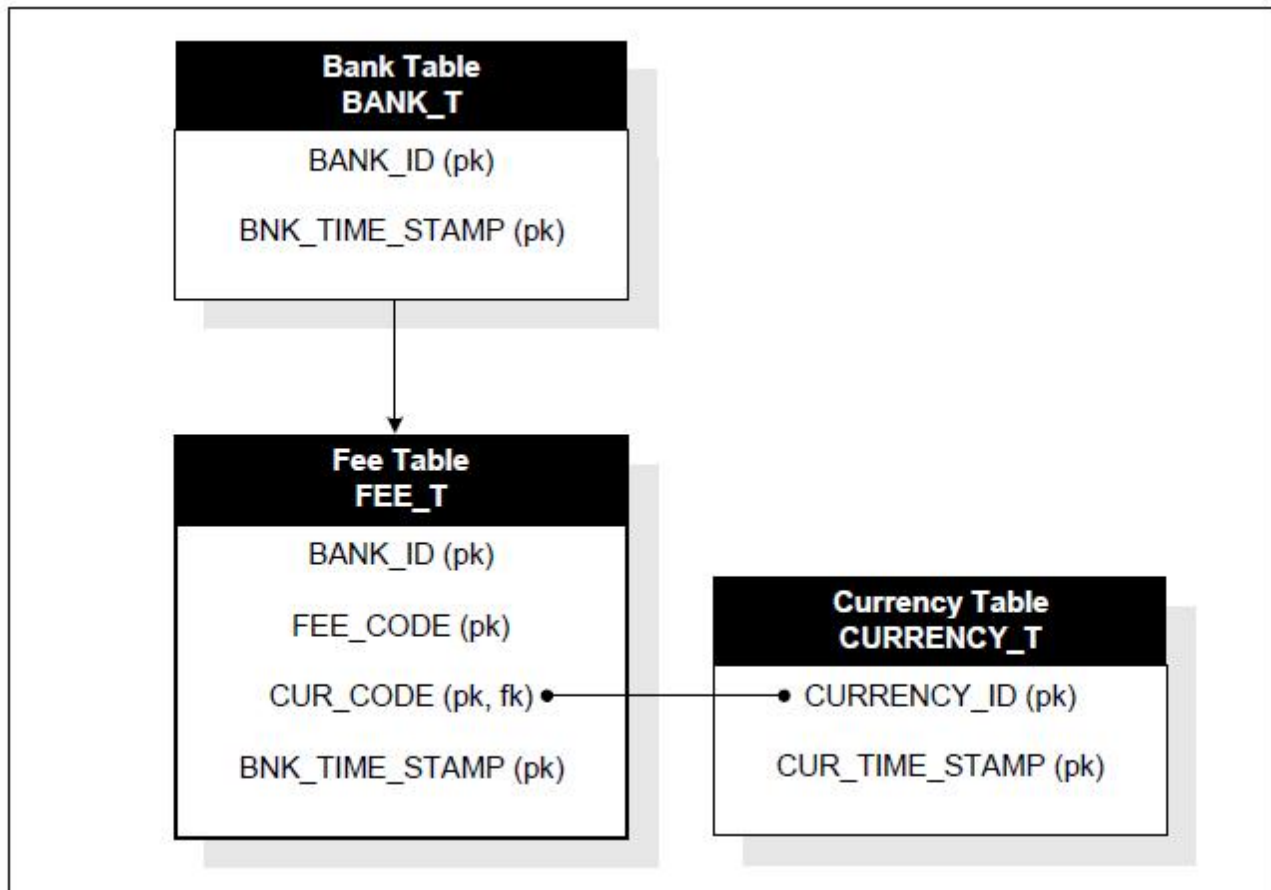 Bank Table
BANK_T
BANK_ID (pk)
BNK_TIME_STAMP (pk)
Fee Table
FEE_T
BANK_ID (pk)
FEE_CODE (pk)
CUR_CODE (pk, fk)
BNK_TIME_STAMP (pk)
Currency Table
CURRENCY_T
CURRENCY_ID (pk)
CUR_TIME_STAMP (pk)